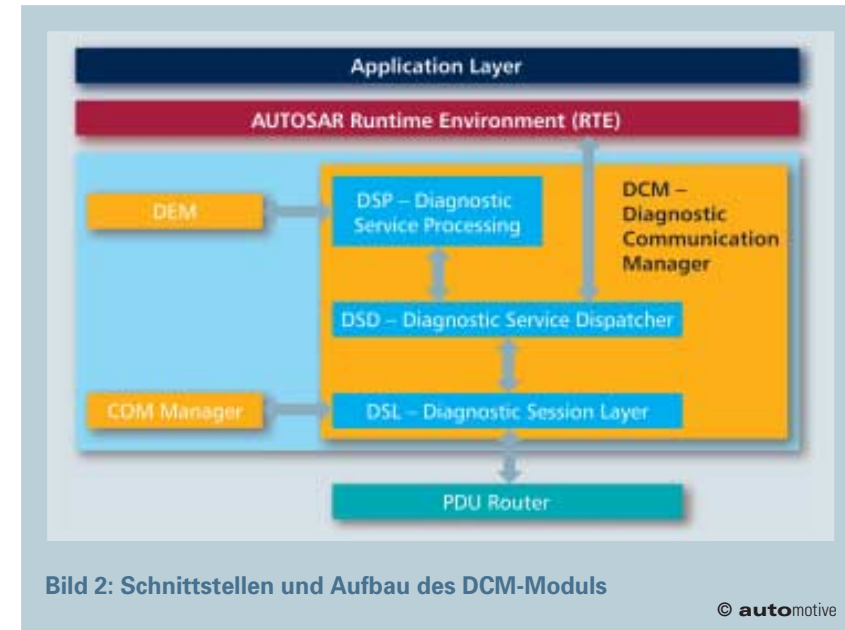 Application Layer
AUTOSAR Runtime Environment (RTE)
DEM
DSP – Diagnostic
Service Processing
DCM –
Diagnostic
Communication
Manager
DSD – Diagnostic Service Dispatcher
COM Manager
DSL – Diagnostic Session Layer
PDU Router
Bild 2: Schnittstellen und Aufbau des DCM-Moduls
© automotive